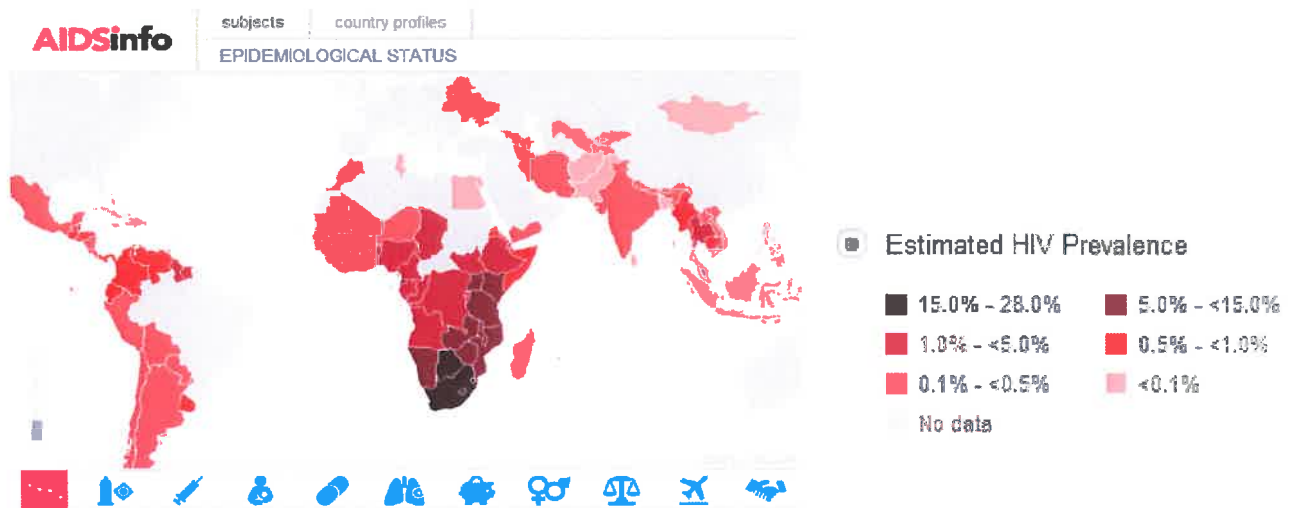 AIDSinfo
subjects country profiles
EPIDEMIOLOGICAL STATUS
Estimated HIV Prevalence
15.0% - 28.0% 5.0% - <15.0%
1.0% - <5.0% 0.5% - <1.0%
0.1% - <0.5% <0.1%
No data